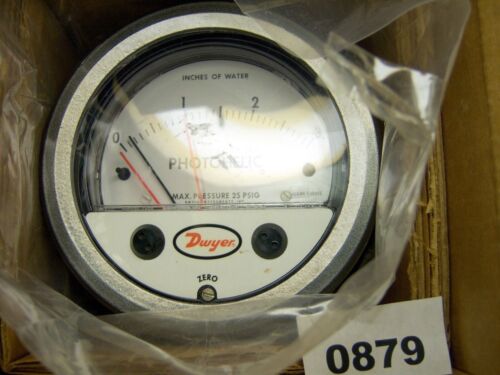 INCHES OF WATER
0 1 2
PHOTOHELIC
MAX. PRESSURE 25 PSIG
Dwyer
ZERO
0879